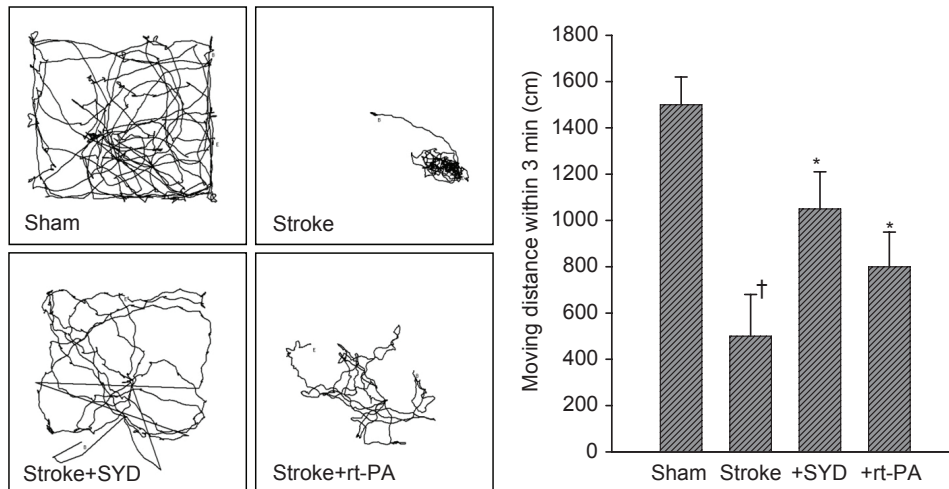 Sham
Stroke
Stroke+SYD
Stroke+rt-PA
Moving distance within 3 min (cm)
1800
1600
1400
1200
1000
800
600
400
200
0
†
*
*
Sham Stroke +SYD +rt-PA